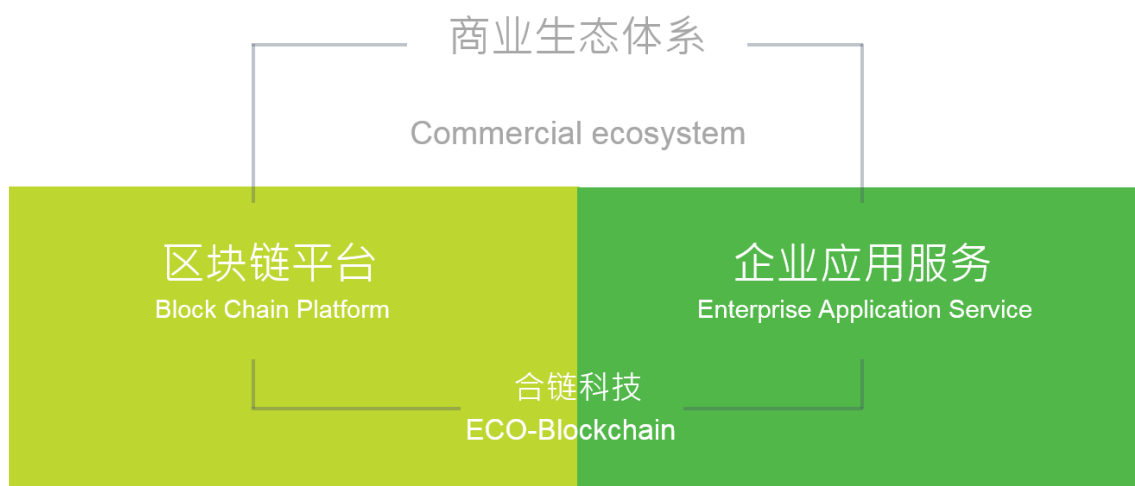 商业生态体系
Commercial ecosystem
区块链平台
Block Chain Platform
企业应用服务
Enterprise Application Service
合链科技
ECO-Blockchain